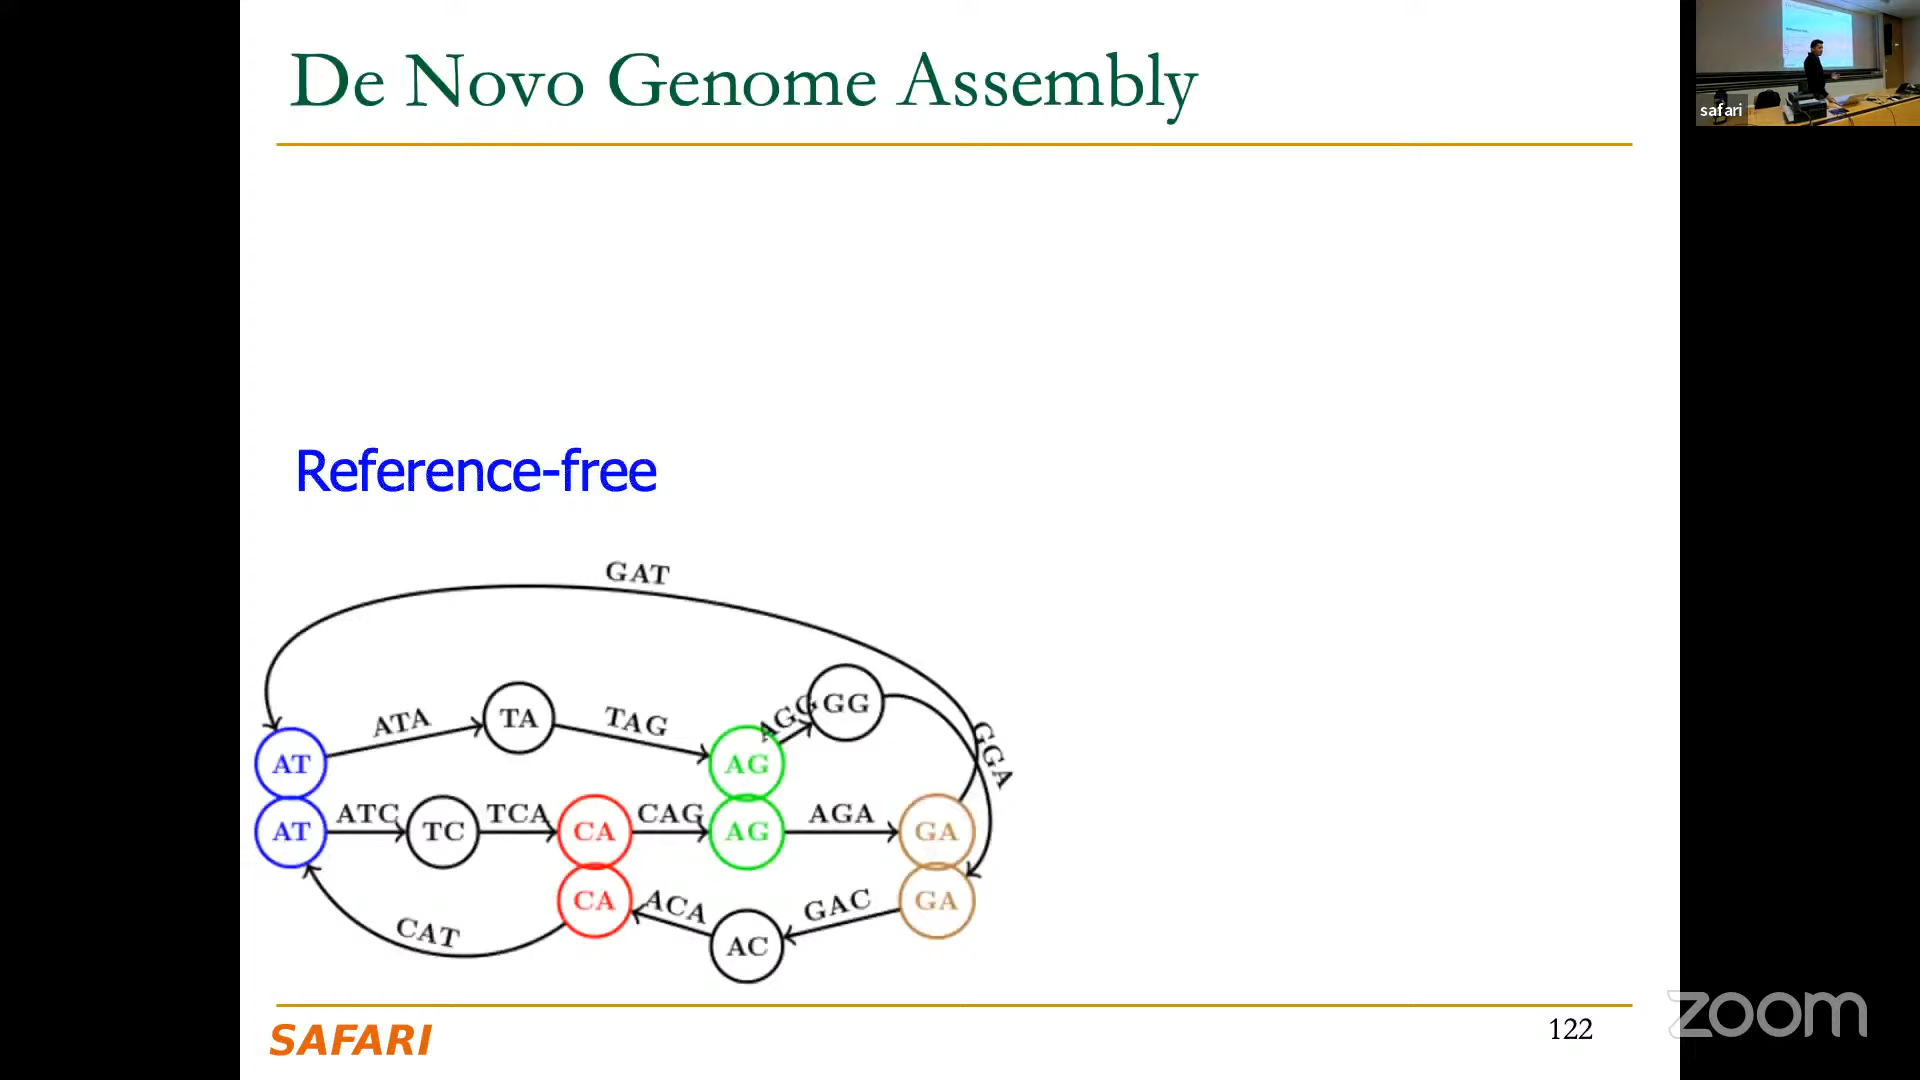 De Novo Genome Assembly
safari
Reference-free
GAT
ATA
TA
TAG
AGG
GG
GGA
AT
AG
AT
ATC
TC
TCA
CA
CAG
AG
AGA
GA
CA
ACA
AC
GAC
GA
CAT
SAFARI
122
zoom